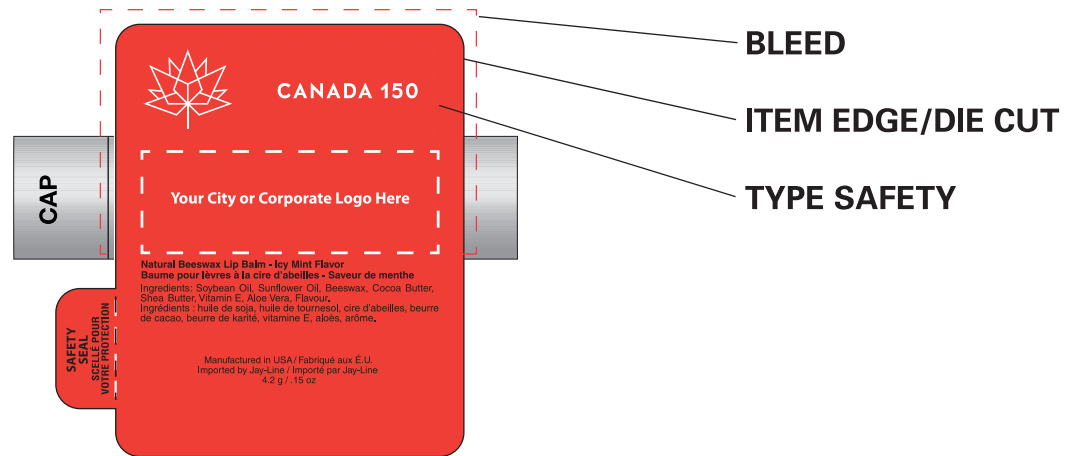 BLEED
CANADA 150
ITEM EDGE/DIE CUT
CAP
Your City or Corporate Logo Here
TYPE SAFETY
Natural Beeswax Lip Balm - Icy Mint Flavor
Baume pour lèvres à la cire d'abeilles - Saveur de menthe
Ingredients: Soybean Oil, Sunflower Oil, Beeswax, Cocoa Butter,
Shea Butter, Vitamin E, Aloe Vera, Flavour.
Ingrédients : huile de soja, huile de tournesol, cire d'abeilles, beurre
de cacao, beurre de karité, vitamine E, aloès, arôme.
SAFETY
SEAL
SCELLÉ POUR
VOTRE PROTECTION
Manufactured in USA / Fabriqué aux É.U.
Imported by Jay-Line / Importé par Jay-Line
4.2 g / .15 oz